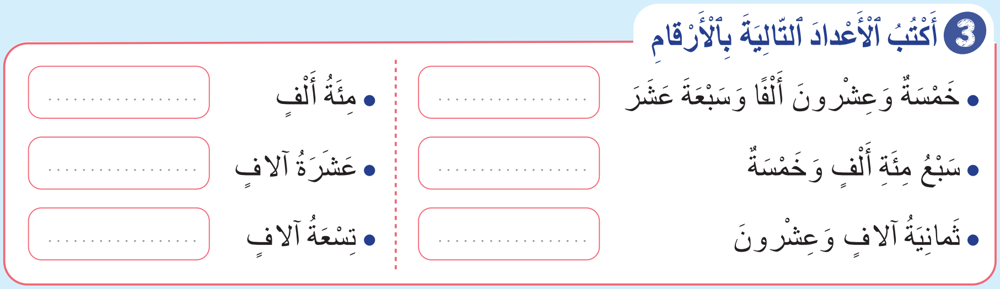 3 أَكْتُبُ ٱلْأَعْدادَ ٱلتّالِيَةَ بِٱلْأَرْقامِ
• خَمْسَةٌ وَعِشْرونَ أَلْفًا وَسَبْعَةَ عَشَرَ ..................
• مِئَةُ أَلْفٍ ..................
• سَبْعُ مِئَةِ أَلْفٍ وَخَمْسَةٌ ..................
• عَشَرَةُ آلافٍ ..................
• ثَمانِيَةُ آلافٍ وَعِشْرونَ ..................
• تِسْعَةُ آلافٍ ..................